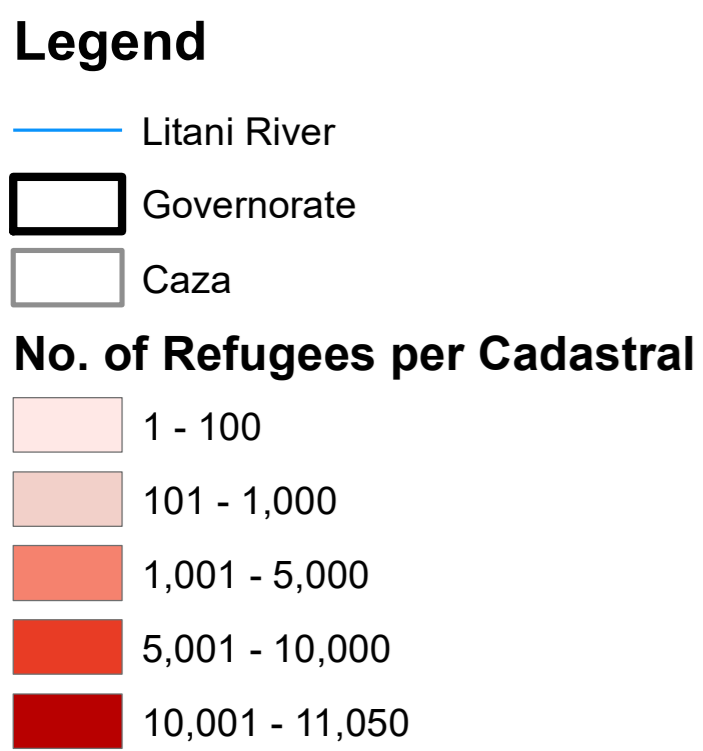 Legend
Litani River
Governorate
Caza
No. of Refugees per Cadastral
1 - 100
101 - 1,000
1,001 - 5,000
5,001 - 10,000
10,001 - 11,050